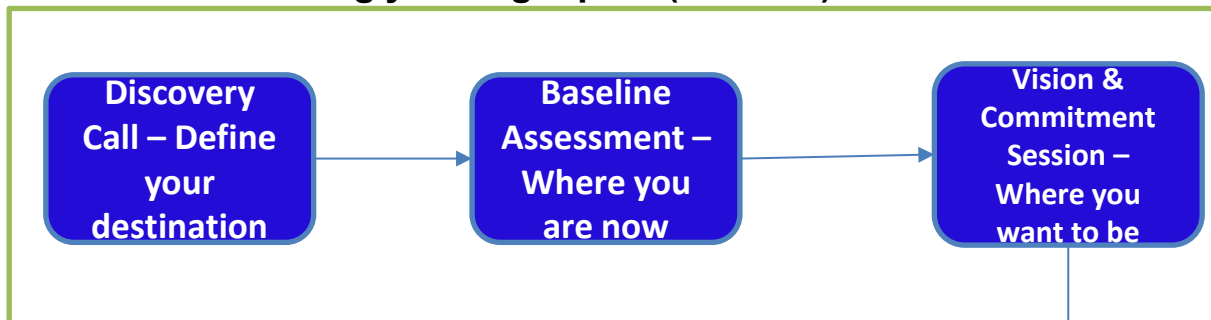 Discovery
Call – Define
your
destination
Baseline
Assessment –
Where you
are now
Vision &
Commitment
Session –
Where you
want to be